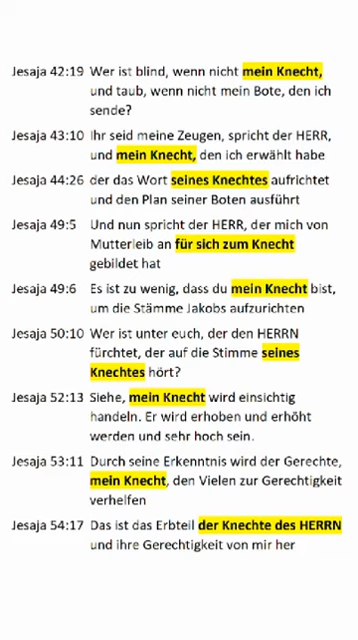 Jesaja 42:19 Wer ist blind, wenn nicht mein Knecht,
und taub, wenn nicht mein Bote, den ich
sende?
Jesaja 43:10 Ihr seid meine Zeugen, spricht der HERR,
und mein Knecht, den ich erwählt habe
Jesaja 44:26 der das Wort seines Knechtes aufrichtet
und den Plan seiner Boten ausführt
Jesaja 49:5 Und nun spricht der HERR, der mich von
Mutterleib an für sich zum Knecht
gebildet hat
Jesaja 49:6 Es ist zu wenig, dass du mein Knecht bist,
um die Stämme Jakobs aufzurichten
Jesaja 50:10 Wer ist unter euch, der den HERRN
fürchtet, der auf die Stimme seines
Knechtes hört?
Jesaja 52:13 Siehe, mein Knecht wird einsichtig
handeln. Er wird erhoben und erhöht
werden und sehr hoch sein.
Jesaja 53:11 Durch seine Erkenntnis wird der Gerechte,
mein Knecht, den Vielen zur Gerechtigkeit
verhelfen
Jesaja 54:17 Das ist das Erbteil der Knechte des HERRN
und ihre Gerechtigkeit von mir her